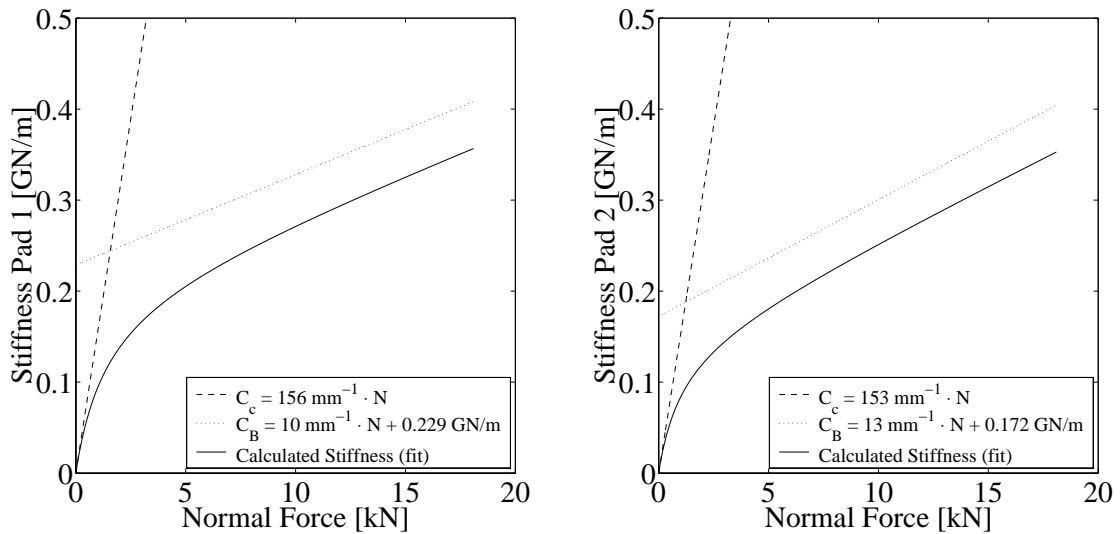 Stiffness Pad 1 [GN/m]
0.5
0.4
0.3
0.2
0.1
0
C_c = 156 mm⁻¹ · N
C_B = 10 mm⁻¹ · N + 0.229 GN/m
Calculated Stiffness (fit)
0 5 10 15 20
Normal Force [kN]
Stiffness Pad 2 [GN/m]
0.5
0.4
0.3
0.2
0.1
0
C_c = 153 mm⁻¹ · N
C_B = 13 mm⁻¹ · N + 0.172 GN/m
Calculated Stiffness (fit)
0 5 10 15 20
Normal Force [kN]